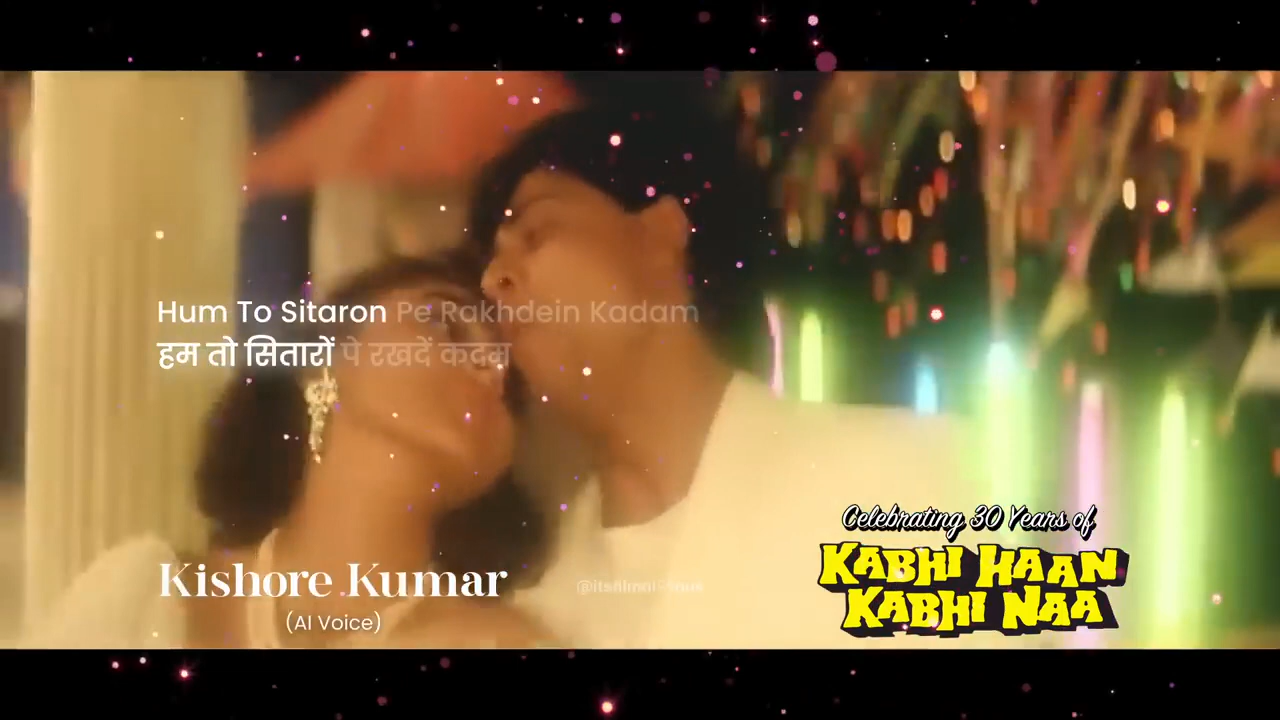 Hum To Sitaron Pe Rakhdein Kadam
हम तो सितारों पे रखदें कदम
Kishore Kumar
(AI Voice)
Celebrating 30 Years of
KABHI HAAN
KABHI NAA